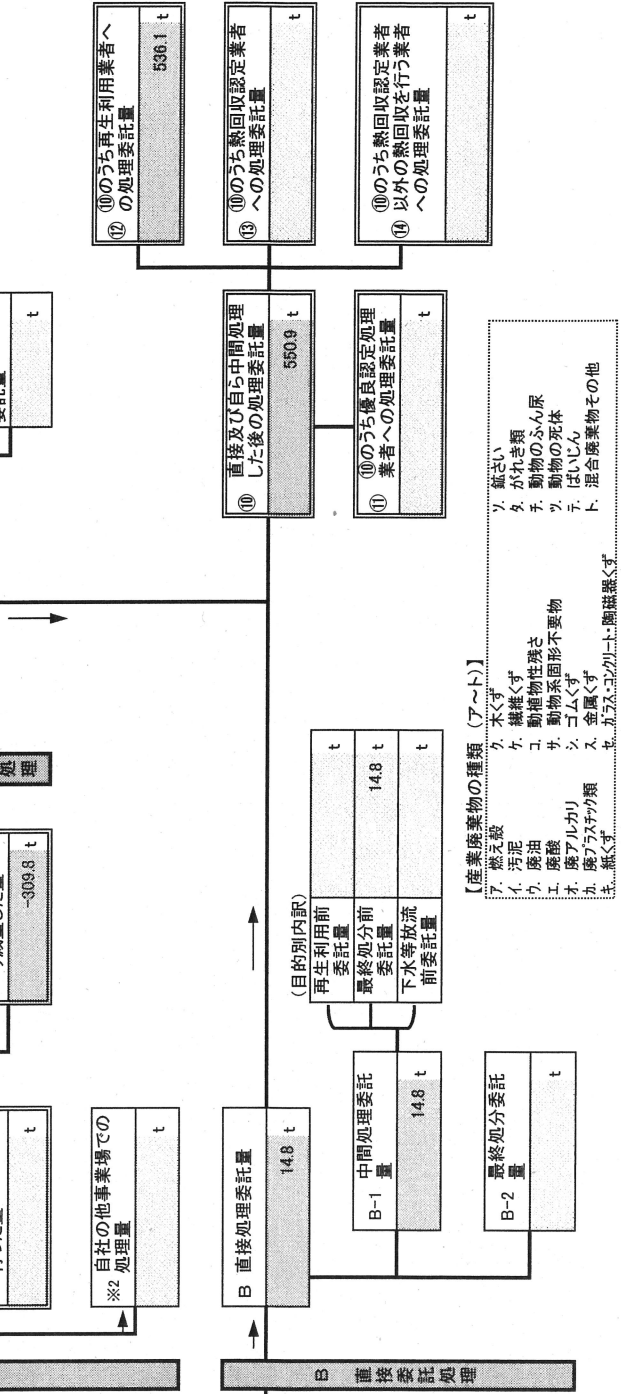 処
理
-309.8 t
t
委託量
t
※2 自社の他事業場での
処理量
t
B 直接委託処理
B 直接処理委託量
14.8 t
B-1 中間処理委託
量
14.8 t
B-2 最終処分委託
量
t
(目的別内訳)
再生利用前
委託量
t
最終処分前
委託量
14.8 t
下水等放流
前委託量
t
⑩ 直接及び自ら中間処理
した後の処理委託量
550.9 t
⑪ ⑩のうち優良認定処理
業者への処理委託量
t
⑫ ⑩のうち再生利用業者へ
の処理委託量
536.1 t
⑬ ⑩のうち熱回収認定業者
への処理委託量
t
⑭ ⑩のうち熱回収認定業者
以外の熱回収を行う業者
への処理委託量
t
【産業廃棄物の種類 (ア～ト)】
ア. 燃え殻
イ. 汚泥
ウ. 廃油
エ. 廃酸
オ. 廃アルカリ
カ. 廃プラスチック類
キ. 紙くず
ク. 木くず
ケ. 繊維くず
コ. 動植物性残さ
サ. 動物系固形不要物
シ. ゴムくず
ス. 金属くず
セ. ガラス・コンクリート・陶磁器くず
ソ. 鉱さい
タ. がれき類
チ. 動物のふん尿
ツ. 動物の死体
テ. ばいじん
ト. 混合廃棄物その他